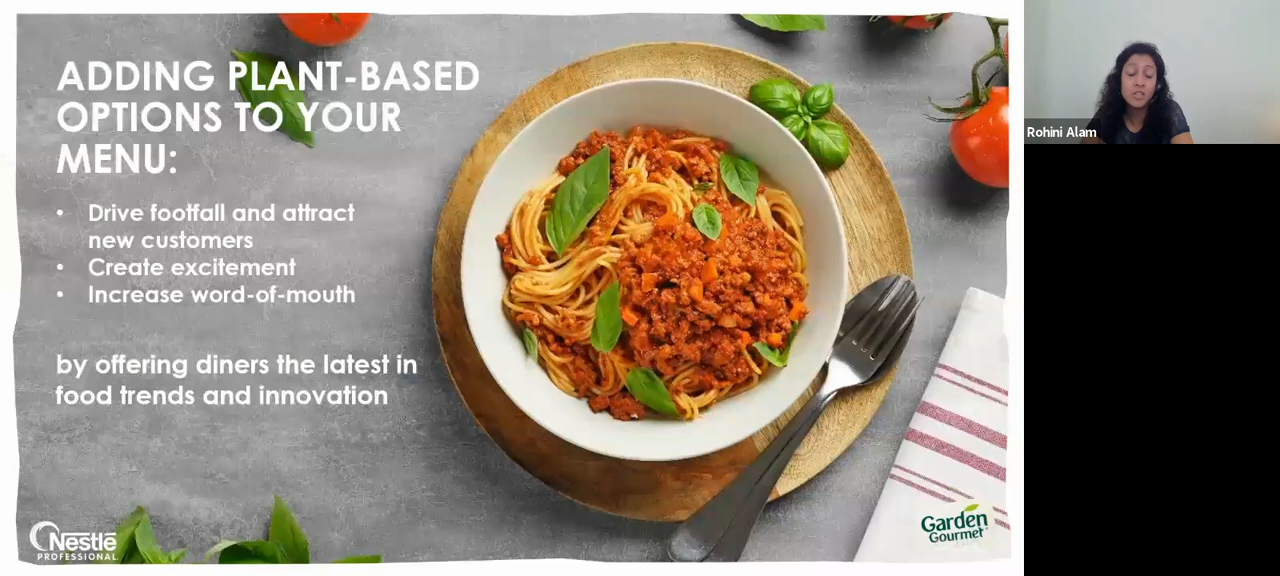 ADDING PLANT-BASED
OPTIONS TO YOUR
MENU:
• Drive footfall and attract
new customers
• Create excitement
• Increase word-of-mouth
by offering diners the latest in
food trends and innovation
Nestlé
PROFESSIONAL
Garden
Gourmet
Rohini Alam